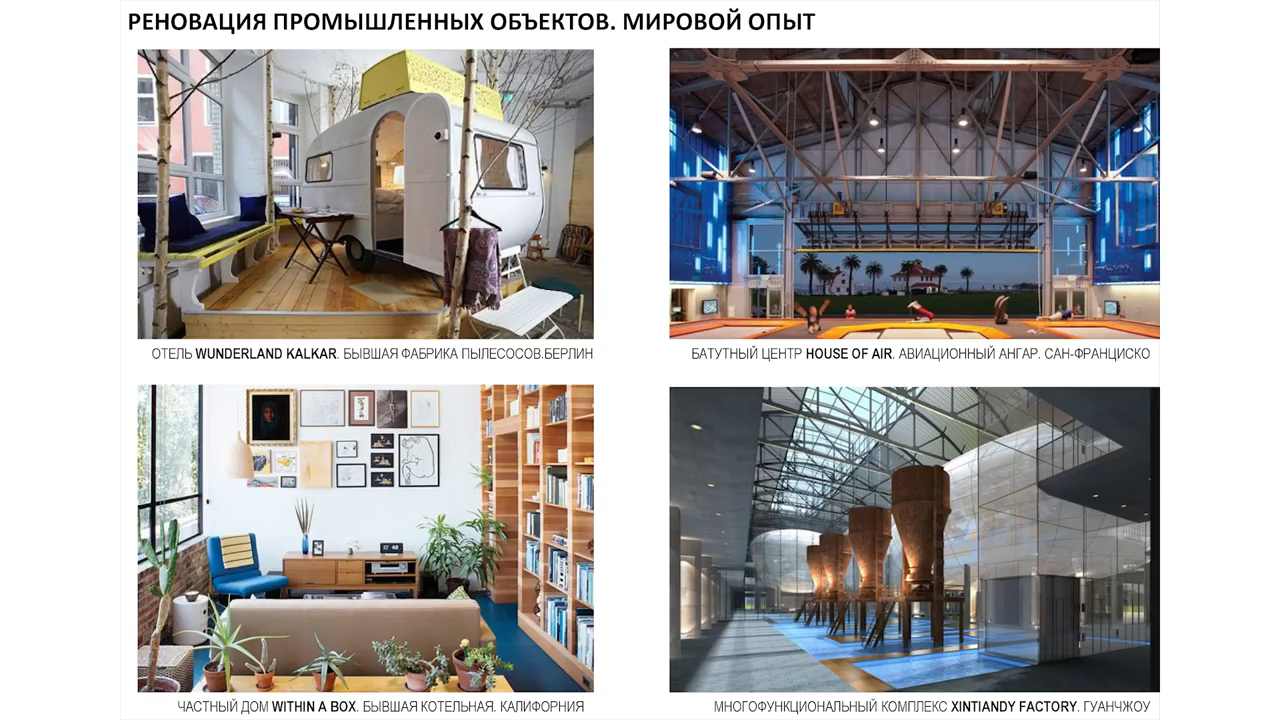 РЕНОВАЦИЯ ПРОМЫШЛЕННЫХ ОБЪЕКТОВ. МИРОВОЙ ОПЫТ
ОТЕЛЬ WUNDERLAND KALKAR. БЫВШАЯ ФАБРИКА ПЫЛЕСОСОВ.БЕРЛИН
БАТУТНЫЙ ЦЕНТР HOUSE OF AIR. АВИАЦИОННЫЙ АНГАР. САН-ФРАНЦИСКО
ЧАСТНЫЙ ДОМ WITHIN A BOX. БЫВШАЯ КОТЕЛЬНАЯ. КАЛИФОРНИЯ
МНОГОФУНКЦИОНАЛЬНЫЙ КОМПЛЕКС XINTIANDY FACTORY. ГУАНЧЖОУ